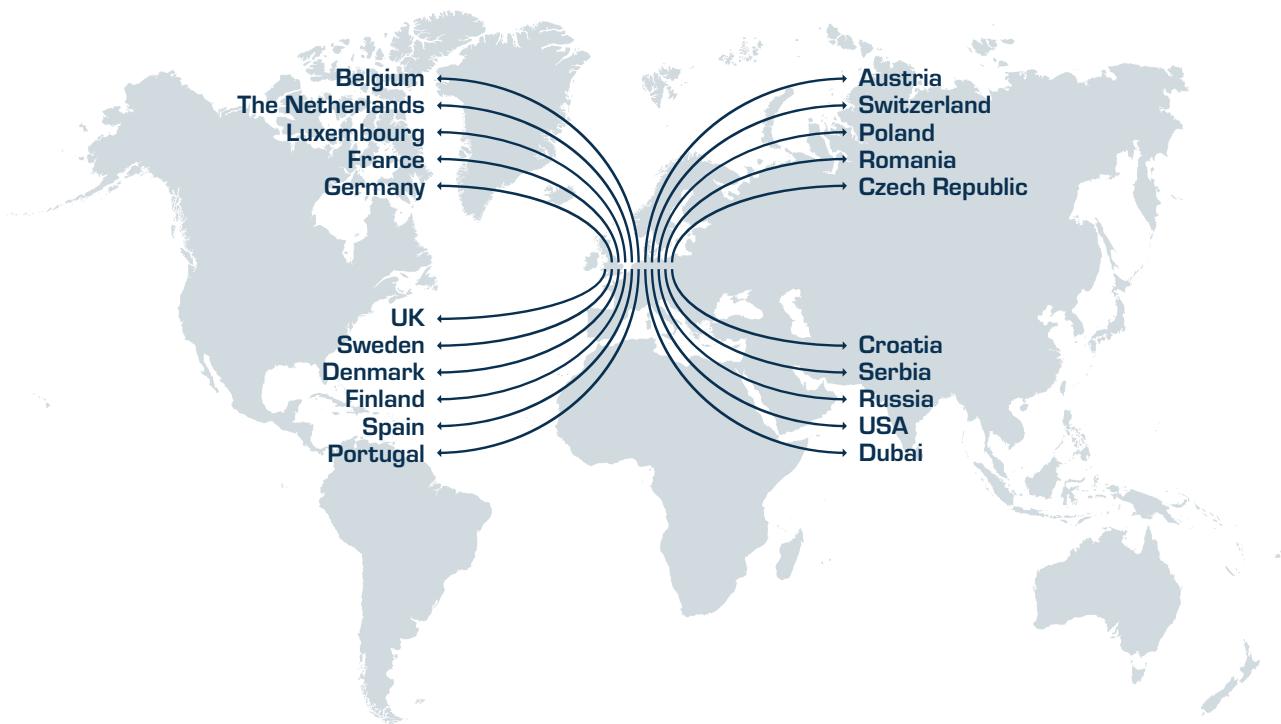 Belgium
The Netherlands
Luxembourg
France
Germany
Austria
Switzerland
Poland
Romania
Czech Republic
UK
Sweden
Denmark
Finland
Spain
Portugal
Croatia
Serbia
Russia
USA
Dubai